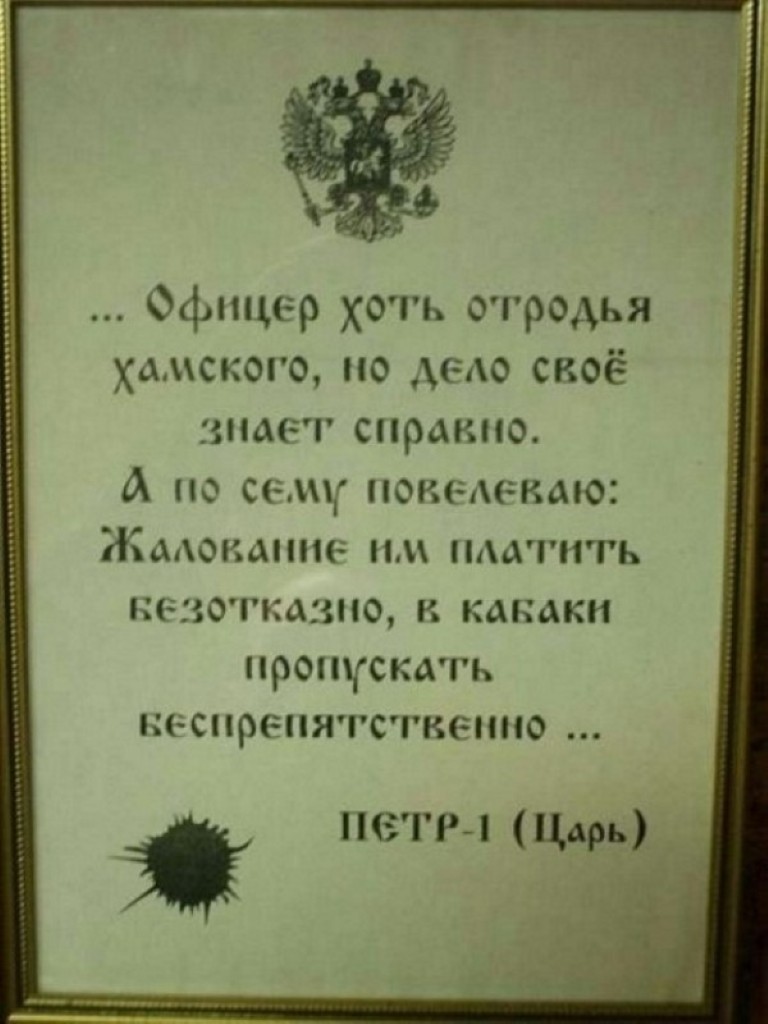 ... Офицер хоть отродья
хамского, но дело своё
знает справно.
А по сему повелеваю:
Жалование им платить
безотказно, в кабаки
пропускать
беспрепятственно ...
ПЕТР-1 (Царь)